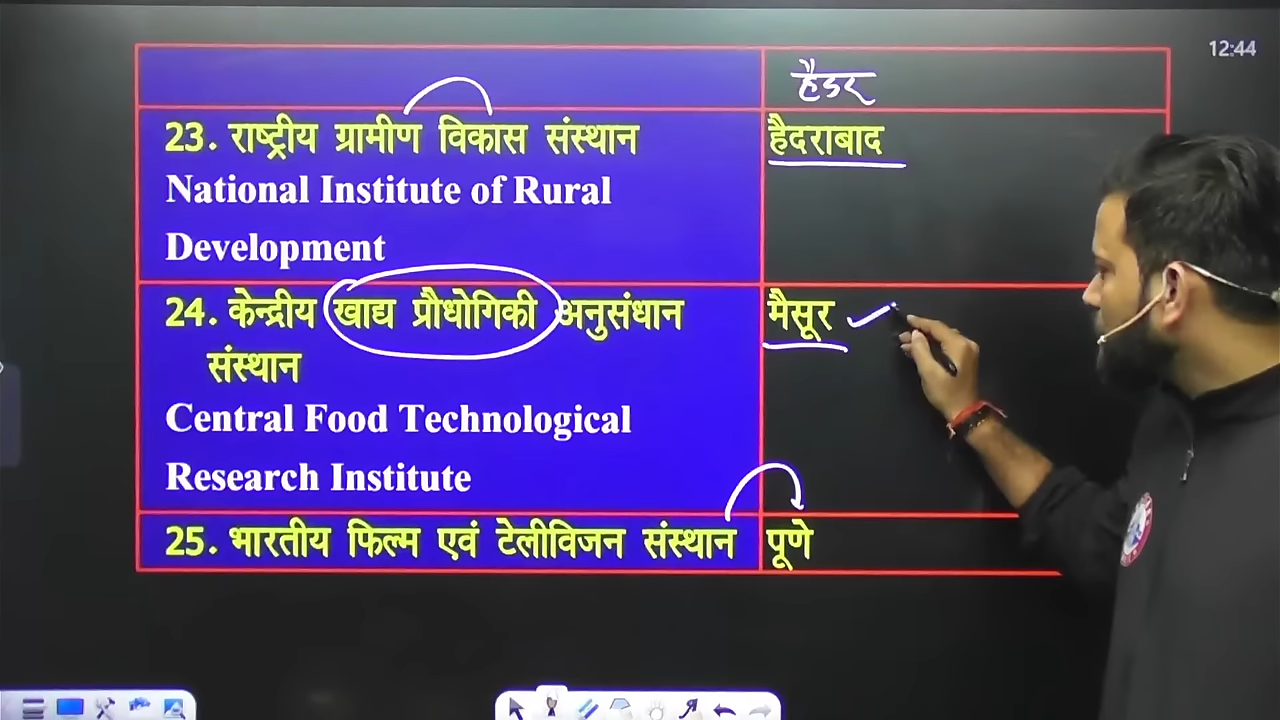 12:44
हैडर
23. राष्ट्रीय ग्रामीण विकास संस्थान
हैदराबाद
National Institute of Rural
Development
24. केन्द्रीय खाद्य प्रौधोगिकी अनुसंधान
मैसूर
संस्थान
Central Food Technological
Research Institute
25. भारतीय फिल्म एवं टेलीविजन संस्थान
पूणे